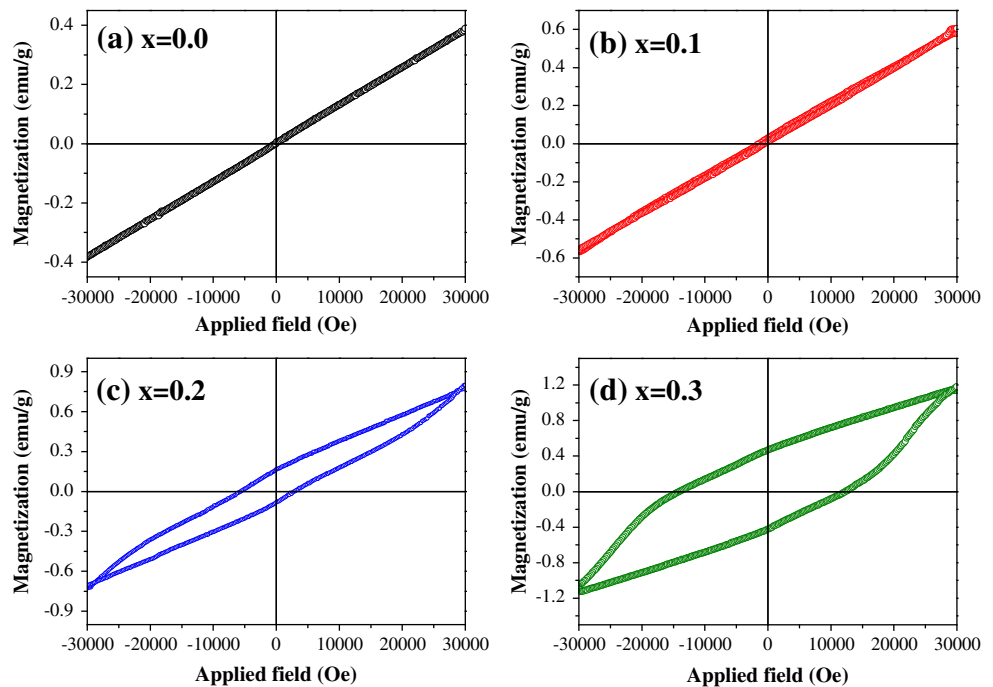 (a) x=0.0
Magnetization (emu/g)
0.4
0.2
0.0
-0.2
-0.4
-30000 -20000 -10000 0 10000 20000 30000
Applied field (Oe)
(b) x=0.1
Magnetization (emu/g)
0.6
0.4
0.2
0.0
-0.2
-0.4
-0.6
-30000 -20000 -10000 0 10000 20000 30000
Applied field (Oe)
(c) x=0.2
Magnetization (emu/g)
0.9
0.6
0.3
0.0
-0.3
-0.6
-0.9
-30000 -20000 -10000 0 10000 20000 30000
Applied field (Oe)
(d) x=0.3
Magnetization (emu/g)
1.2
0.8
0.4
0.0
-0.4
-0.8
-1.2
-30000 -20000 -10000 0 10000 20000 30000
Applied field (Oe)